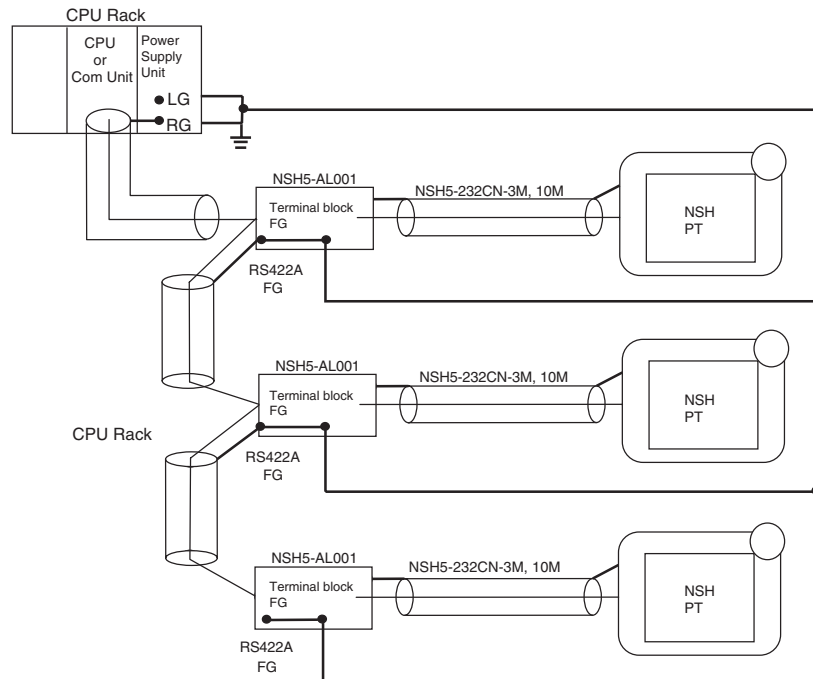 CPU Rack
CPU
or
Com Unit
Power
Supply
Unit
LG
RG
NSH5-AL001
Terminal block
FG
RS422A
FG
NSH5-232CN-3M, 10M
NSH
PT
NSH5-AL001
Terminal block
FG
RS422A
FG
NSH5-232CN-3M, 10M
NSH
PT
CPU Rack
NSH5-AL001
Terminal block
FG
RS422A
FG
NSH5-232CN-3M, 10M
NSH
PT